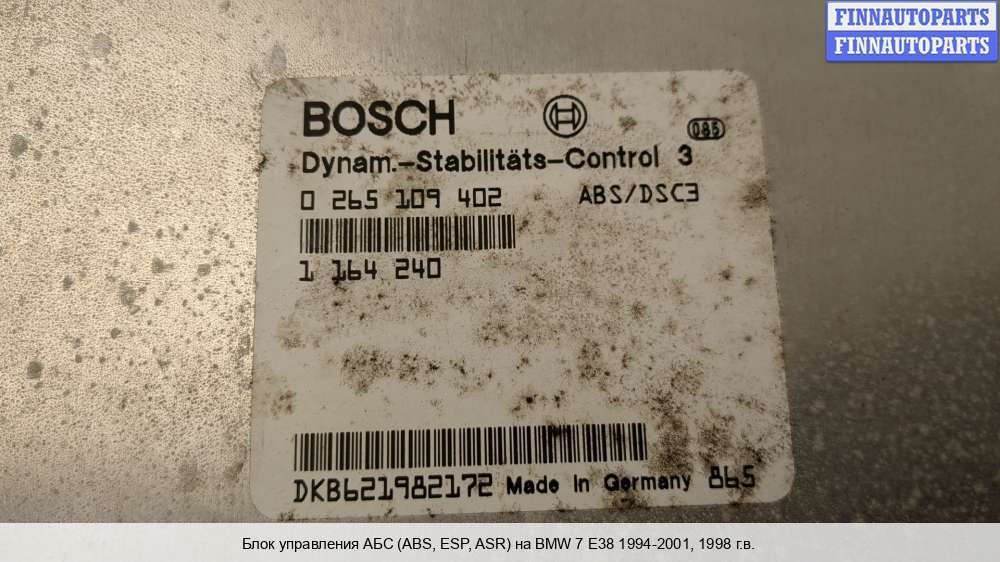 FINNAUTOPARTS
FINNAUTOPARTS
BOSCH
085
Dynam.-Stabilitäts-Control 3
0 265 109 402 ABS/DSC3
1 164 240
DKB621982172 Made In Germany 865
Блок управления АБС (ABS, ESP, ASR) на BMW 7 E38 1994-2001, 1998 г.в.